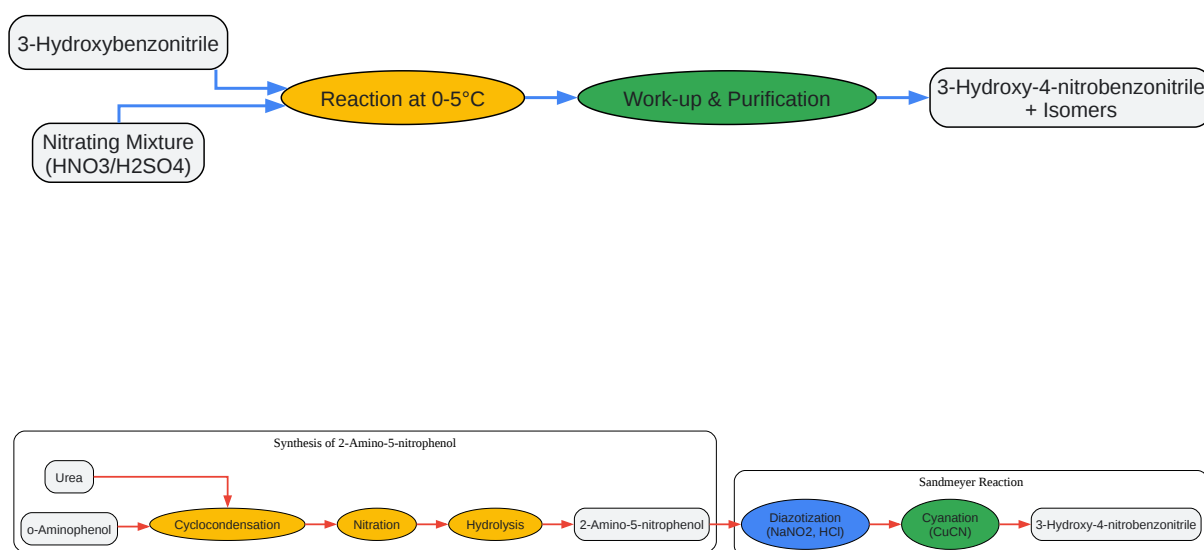 3-Hydroxybenzonitrile
Nitrating Mixture
(HNO3/H2SO4)
Reaction at 0-5°C
Work-up & Purification
3-Hydroxy-4-nitrobenzonitrile
+ Isomers
Synthesis of 2-Amino-5-nitrophenol
Urea
o-Aminophenol
Cyclocondensation
Nitration
Hydrolysis
2-Amino-5-nitrophenol
Sandmeyer Reaction
Diazotization
(NaNO2, HCl)
Cyanation
(CuCN)
3-Hydroxy-4-nitrobenzonitrile